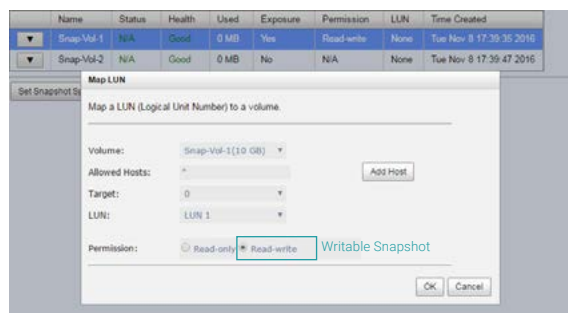 Name Status Health Used Exposure Permission LUN Time Created
▼ Snap-Vol-1 N/A Good 0 MB Yes Read-write None Tue Nov 8 17:39:35 2016
▼ Snap-Vol-2 N/A Good 0 MB No N/A None Tue Nov 8 17:39:47 2016
Set Snapshot
Map LUN
Map a LUN (Logical Unit Number) to a volume.
Volume: Snap-Vol-1(10 GB) ▼
Allowed Hosts: * Add Host
Target: 0 ▼
LUN: LUN 1 ▼
Permission: Read-only Read-write Writable Snapshot
OK Cancel